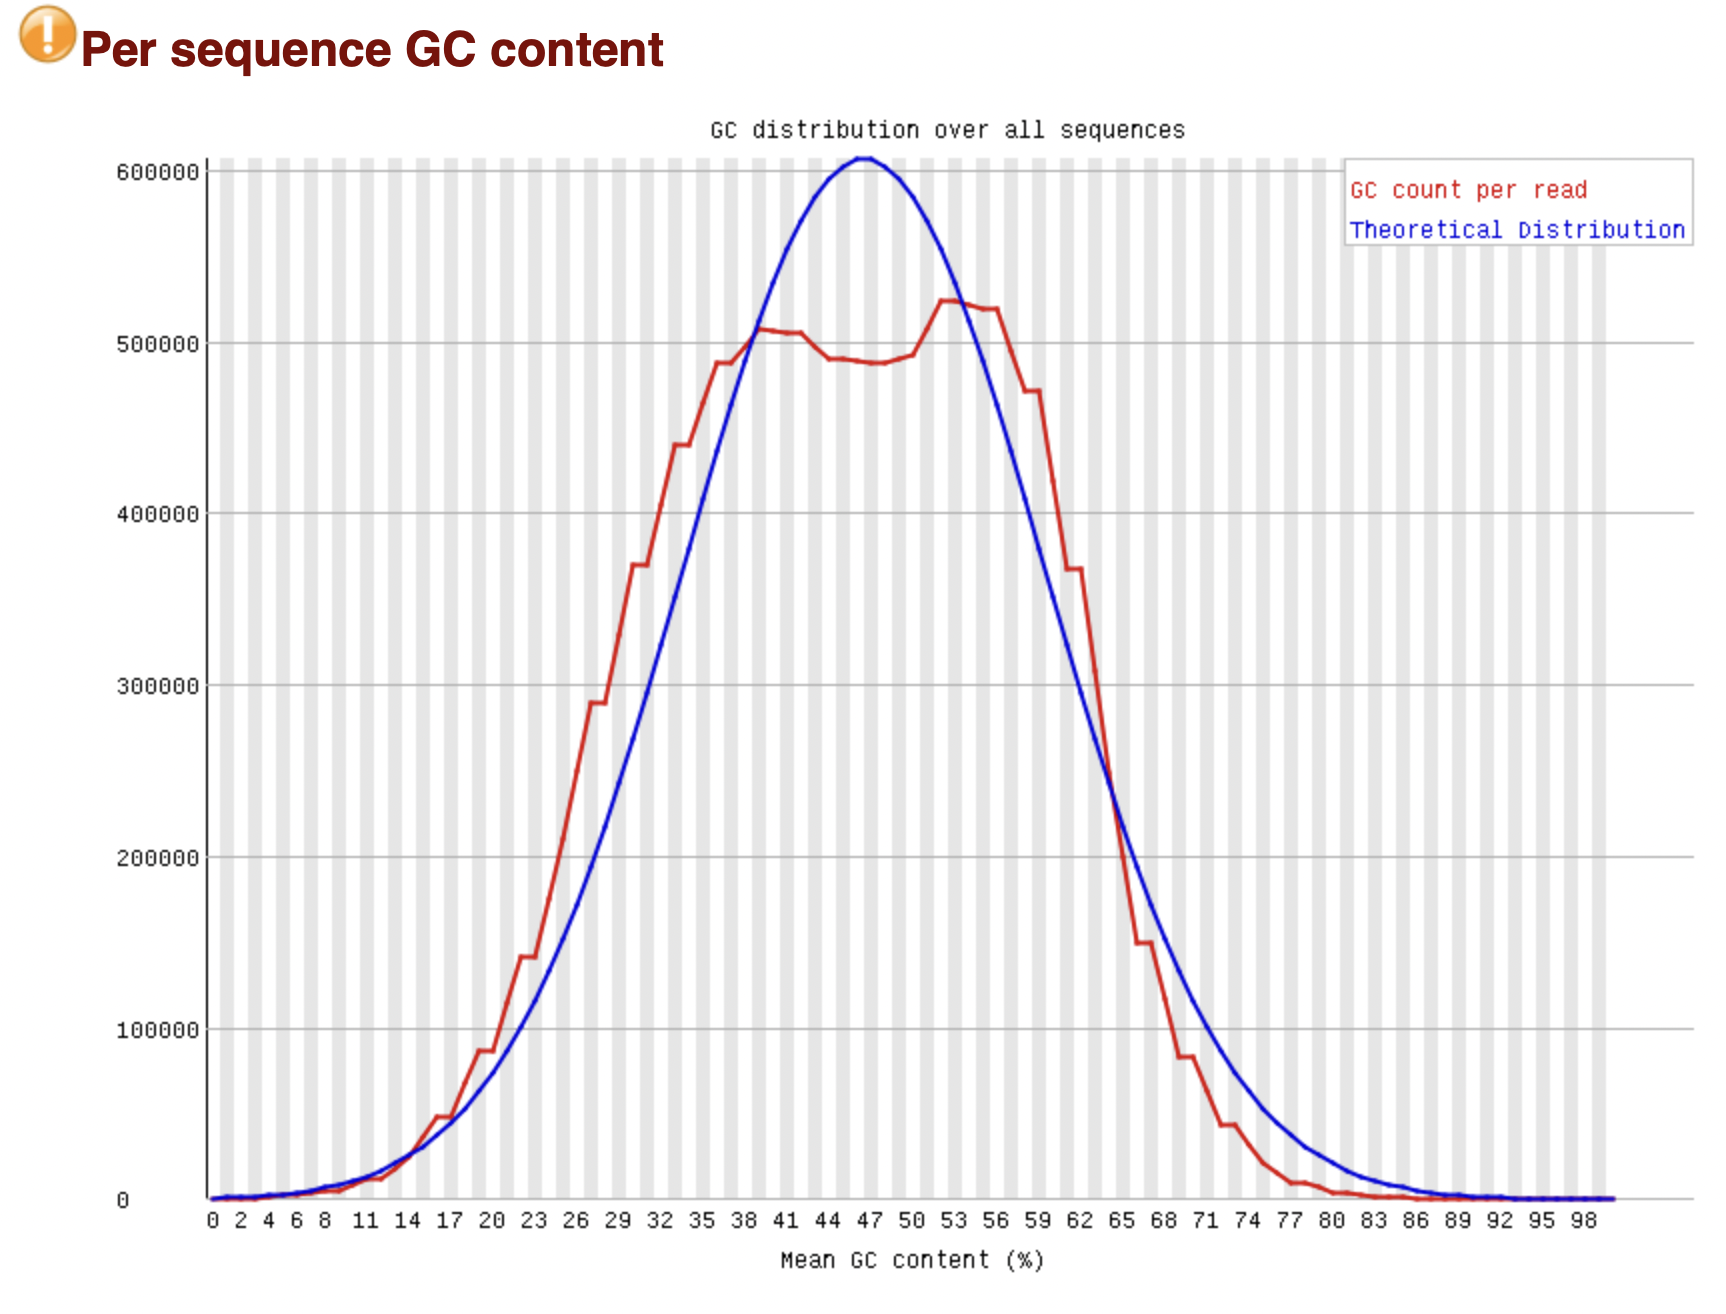 Per sequence GC content
GC distribution over all sequences
GC count per read
Theoretical Distribution
600000
500000
400000
300000
200000
100000
0
0 2 4 6 8 11 14 17 20 23 26 29 32 35 38 41 44 47 50 53 56 59 62 65 68 71 74 77 80 83 86 89 92 95 98
Mean GC content (%)